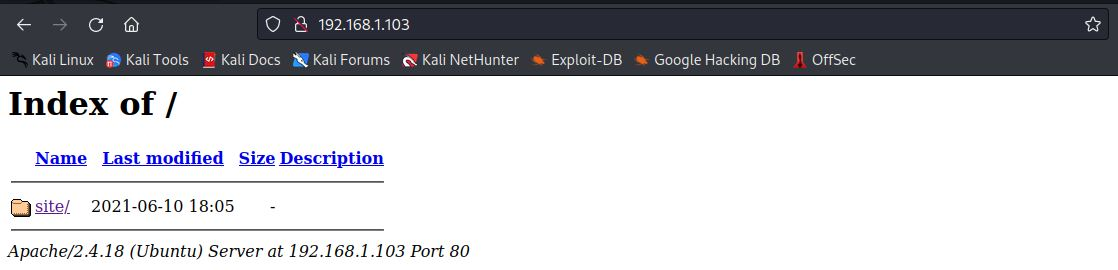 192.168.1.103
Kali Linux Kali Tools Kali Docs Kali Forums Kali NetHunter Exploit-DB Google Hacking DB OffSec
Index of /
Name Last modified Size Description
site/ 2021-06-10 18:05 -
Apache/2.4.18 (Ubuntu) Server at 192.168.1.103 Port 80